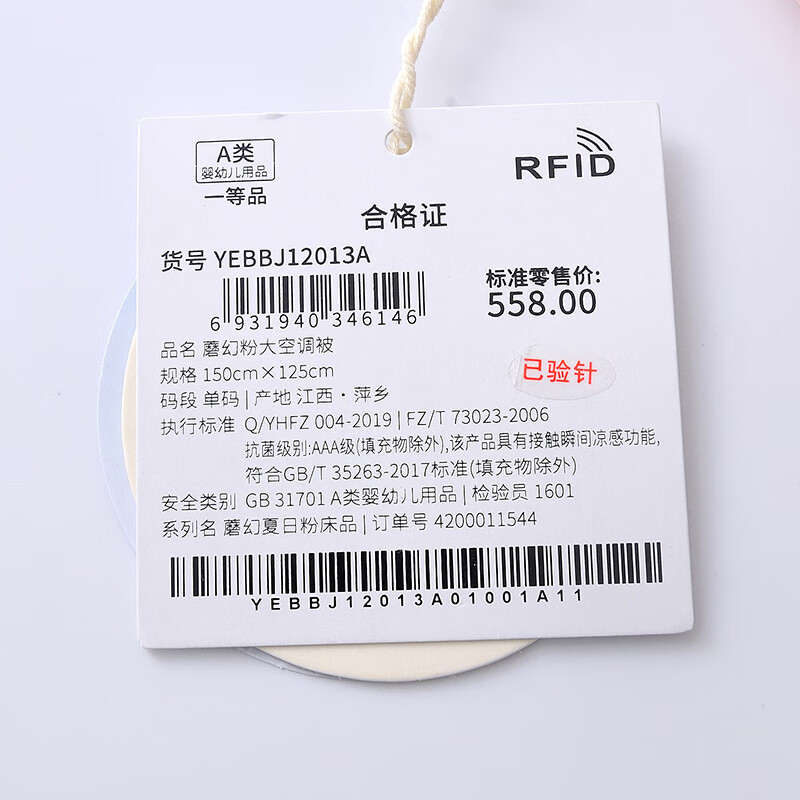 A类
婴幼儿用品
一等品
RFID
合格证
货号 YEBBJ12013A
6 931940 346146
标准零售价:
558.00
品名 蘑幻粉大空调被
规格 150cm×125cm
已验针
码段 单码 | 产地 江西·萍乡
执行标准 Q/YHFZ 004-2019 | FZ/T 73023-2006
抗菌级别:AAA级(填充物除外),该产品具有接触瞬间凉感功能,
符合GB/T 35263-2017标准(填充物除外)
安全类别 GB 31701 A类婴幼儿用品 | 检验员 1601
系列名 蘑幻夏日粉床品 | 订单号 4200011544
YEBBJ12013A01001A11